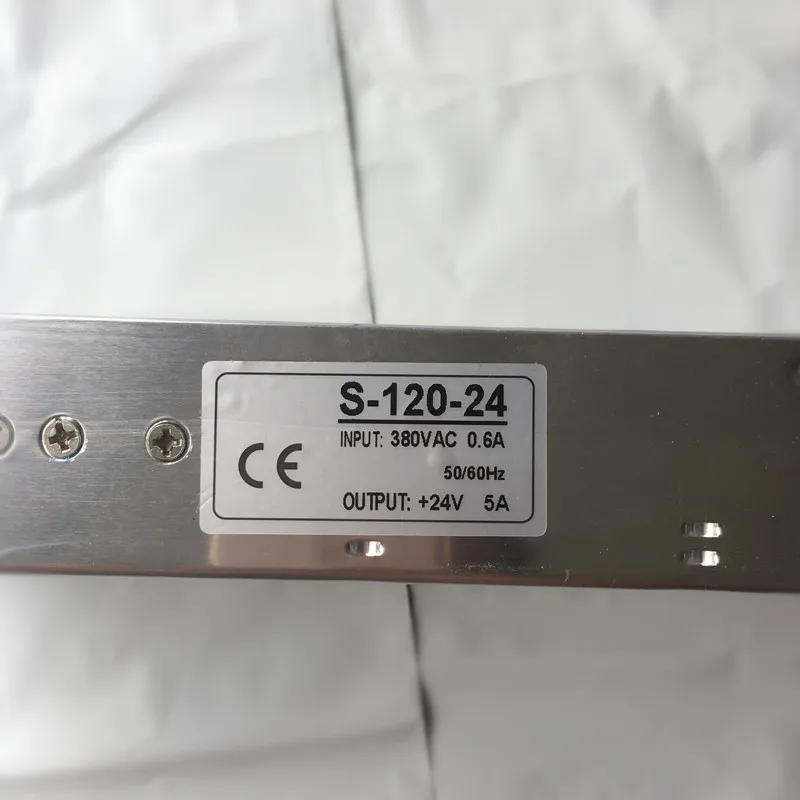 S-120-24
INPUT: 380VAC 0.6A
50/60Hz
CE
OUTPUT: +24V 5A